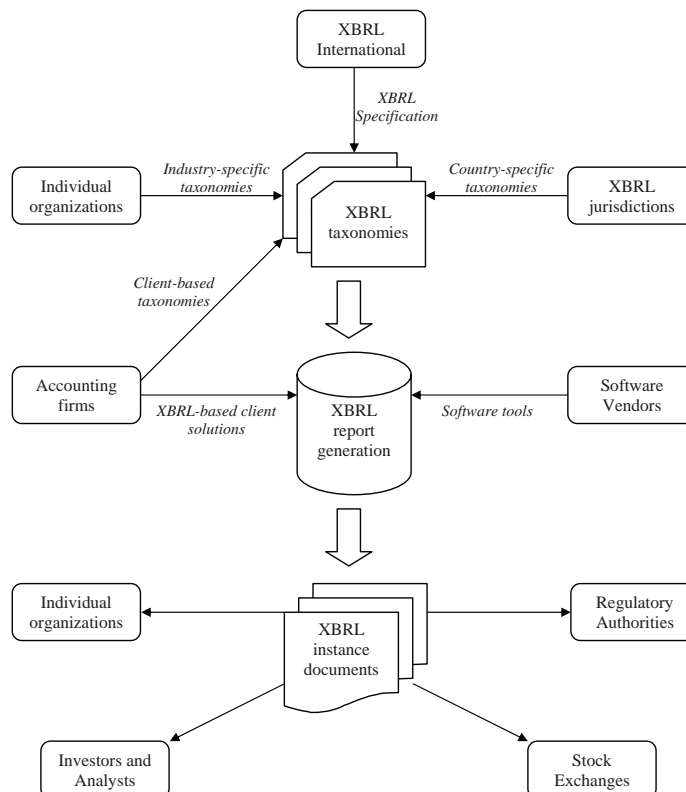 XBRL
International
XBRL
Specification
Industry-specific
taxonomies
Country-specific
taxonomies
Individual
organizations
XBRL
taxonomies
XBRL
jurisdictions
Client-based
taxonomies
Accounting
firms
XBRL-based client
solutions
XBRL
report
generation
Software tools
Software
Vendors
Individual
organizations
XBRL
instance
documents
Regulatory
Authorities
Investors and
Analysts
Stock
Exchanges